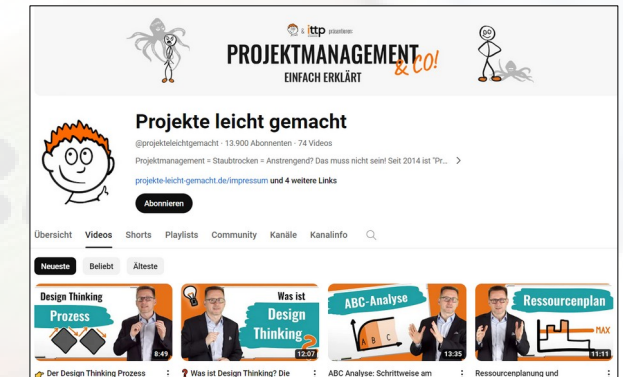 & ittp präsentieren:
PROJEKTMANAGEMENT
& CO!
EINFACH ERKLÄRT
Projekte leicht gemacht
@projekteleichtgemacht · 13.900 Abonnenten · 74 Videos
Projektmanagement = Staubtrocken = Anstrengend? Das muss nicht sein! Seit 2014 ist "Pr... >
projekte-leicht-gemacht.de/impressum und 4 weitere Links
Abonnieren
Übersicht Videos Shorts Playlists Community Kanäle Kanalinfo
Neueste Beliebt Älteste
Design Thinking
Prozess
8:49
Was ist
Design
Thinking?
12:07
ABC-Analyse
A B C
13:35
Ressourcenplan
MAX
11:11
Der Design Thinking Prozess
Was ist Design Thinking? Die
ABC Analyse: Schrittweise am
Ressourcenplanung und